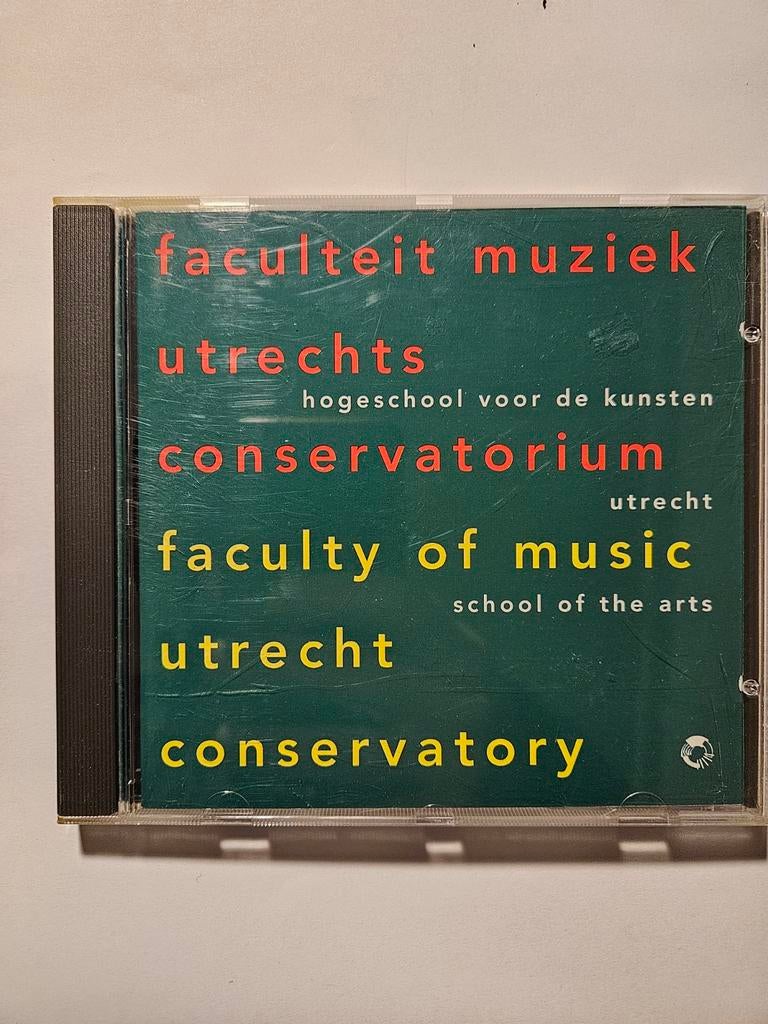 faculteit muziek
utrechts
hogeschool voor de kunsten
conservatorium
utrecht
faculty of music
school of the arts
utrecht
conservatory